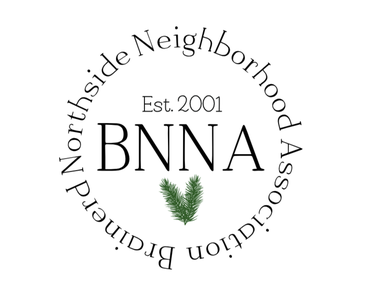 Brainerd Northside Neighborhood Association
Est. 2001
BNNA